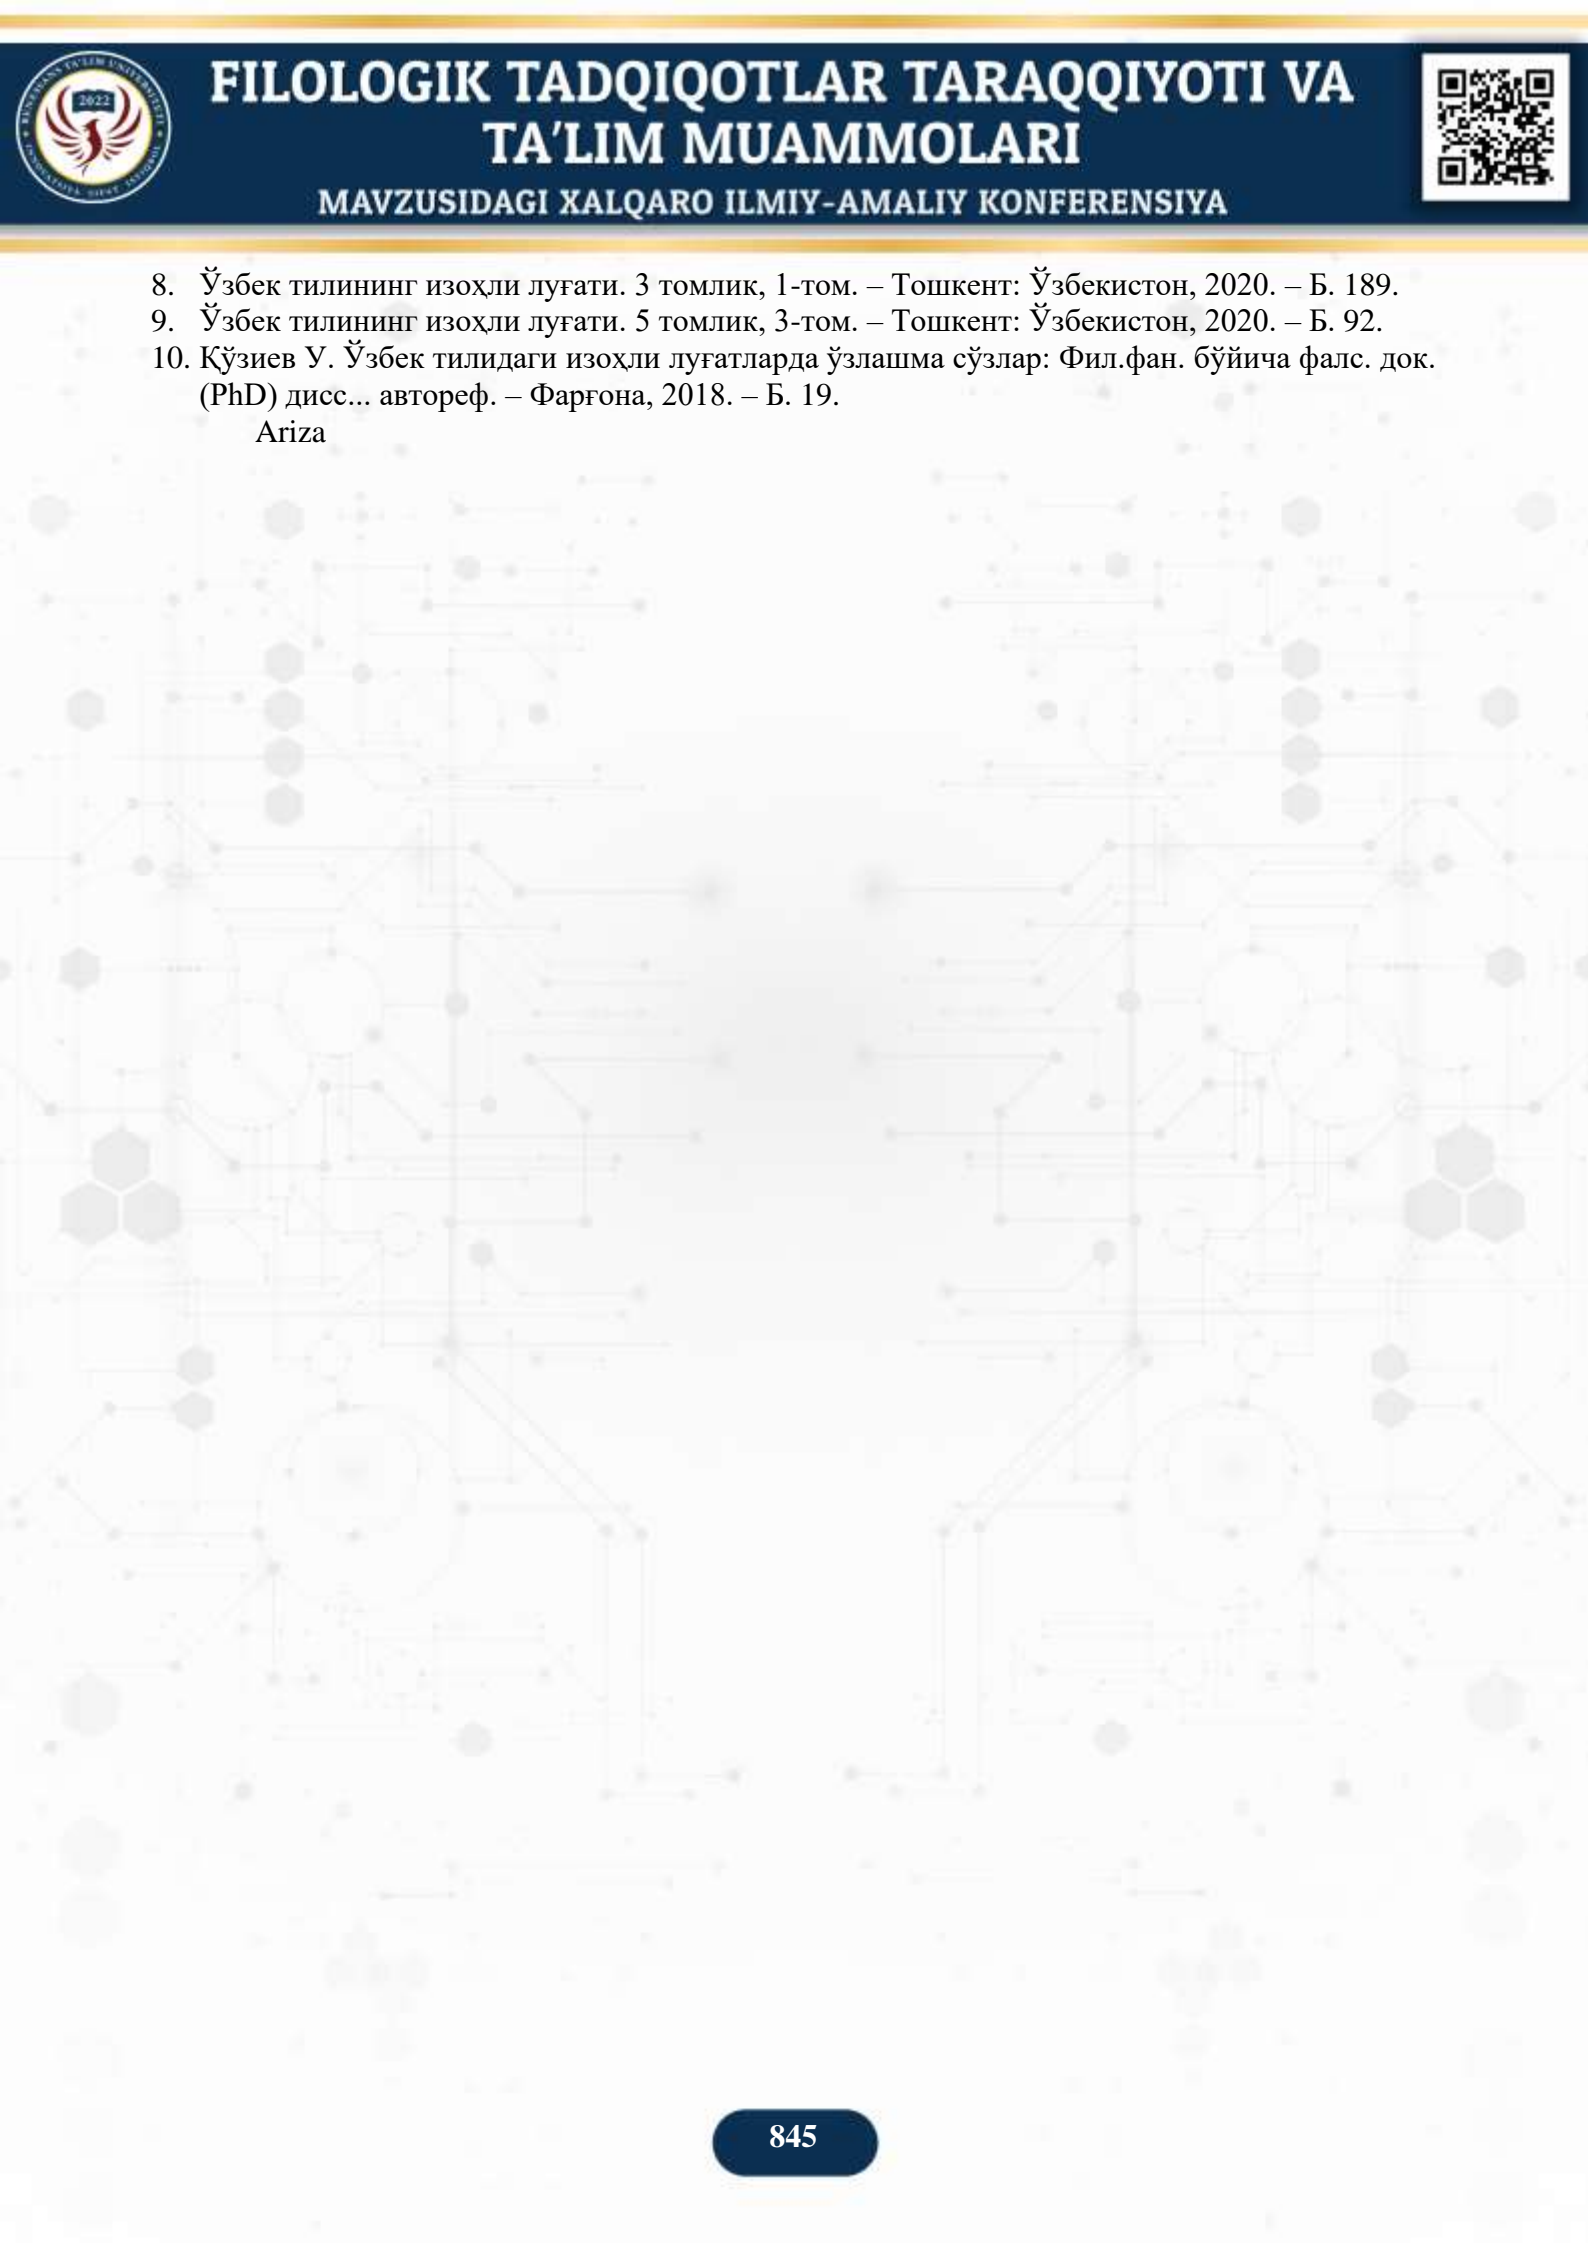 FILOLOGIK TADQIQOTLAR TARAQQIYOTI VA
TA’LIM MUAMMOLARI
MAVZUSIDAGI XALQARO ILMIY-AMALIY KONFERENSIYA
2022
8. Ўзбек тилининг изоҳли луғати. 3 томлик, 1-том. – Тошкент: Ўзбекистон, 2020. – Б. 189.
9. Ўзбек тилининг изоҳли луғати. 5 томлик, 3-том. – Тошкент: Ўзбекистон, 2020. – Б. 92.
10. Қўзиев У. Ўзбек тилидаги изоҳли луғатларда ўзлашма сўзлар: Фил.фан. бўйича фалс. док.
(PhD) дисс... автореф. – Фарғона, 2018. – Б. 19.
Ariza
845